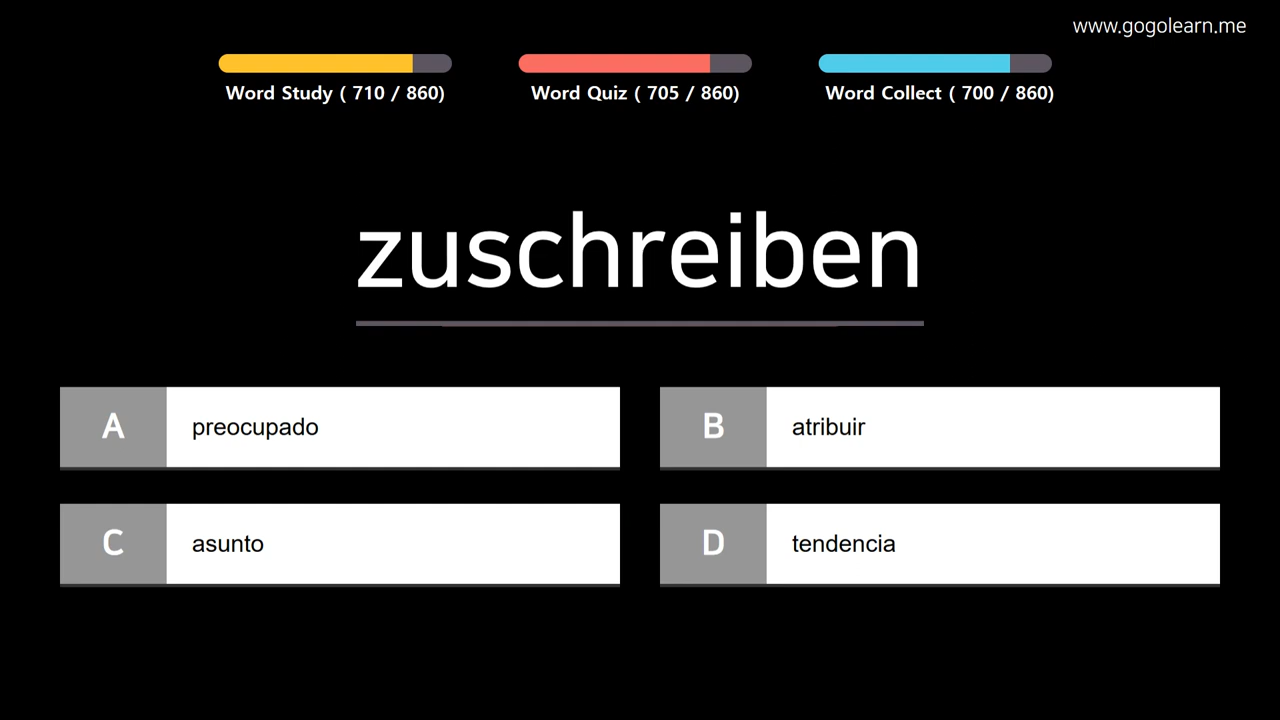 www.gogolearn.me
Word Study ( 710 / 860)
Word Quiz ( 705 / 860)
Word Collect ( 700 / 860)
zuschreiben
A preocupado
B atribuir
C asunto
D tendencia